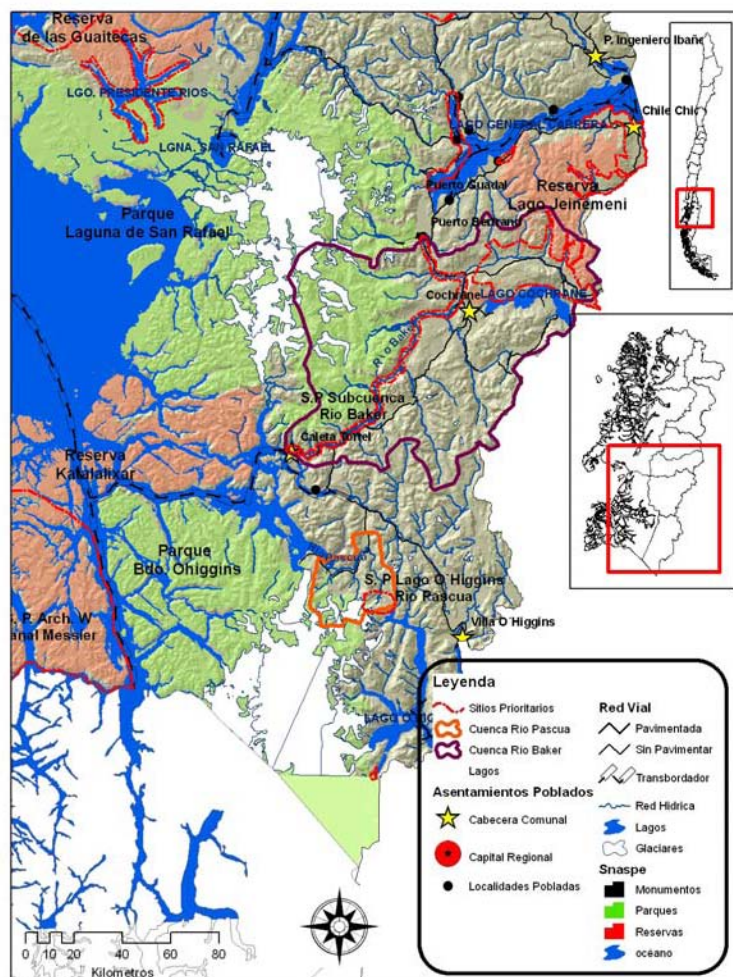 Reserva
de las Guaitecas
LGO. PRESIDENTE RIOS
LGNA. SAN RAFAEL
P. Ingeniero Ibañe
LAGO GENERAL CARRERA
Chile Chic
Puerto Guadal
Reserva
Lago Jeinemeni
Puerto Bertrand
Parque
Laguna de San Rafael
Cochrane
LAGO COCHRANE
Rio Baker
S.P Subcuenca
Rio Baker
Caleta Tortel
Reserva
Katalalixar
Parque
Bdo. Ohiggins
Pascua
S. P Lago O'Higgins
Rio Pascua
S. P. Arch. W
anal Messier
Villa O'Higgins
LAGO O'HIG
Leyenda
Sitios Prioritarios
Cuenca Rio Pascua
Cuenca Rio Baker
Lagos
Asentamientos Poblados
Cabecera Comunal
Capital Regional
Localidades Pobladas
Red Vial
Pavimentada
Sin Pavimentar
Transbordador
Red Hidrica
Lagos
Glaciares
Snaspe
Monumentos
Parques
Reservas
océano
0 10 20 40 60 80
Kilometros